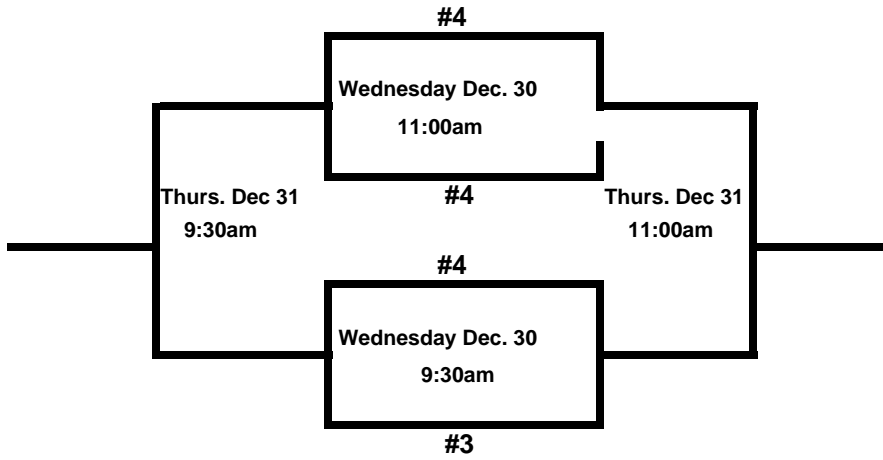 #4
Wednesday Dec. 30
11:00am
#4
Thurs. Dec 31
9:30am
Thurs. Dec 31
11:00am
#4
Wednesday Dec. 30
9:30am
#3